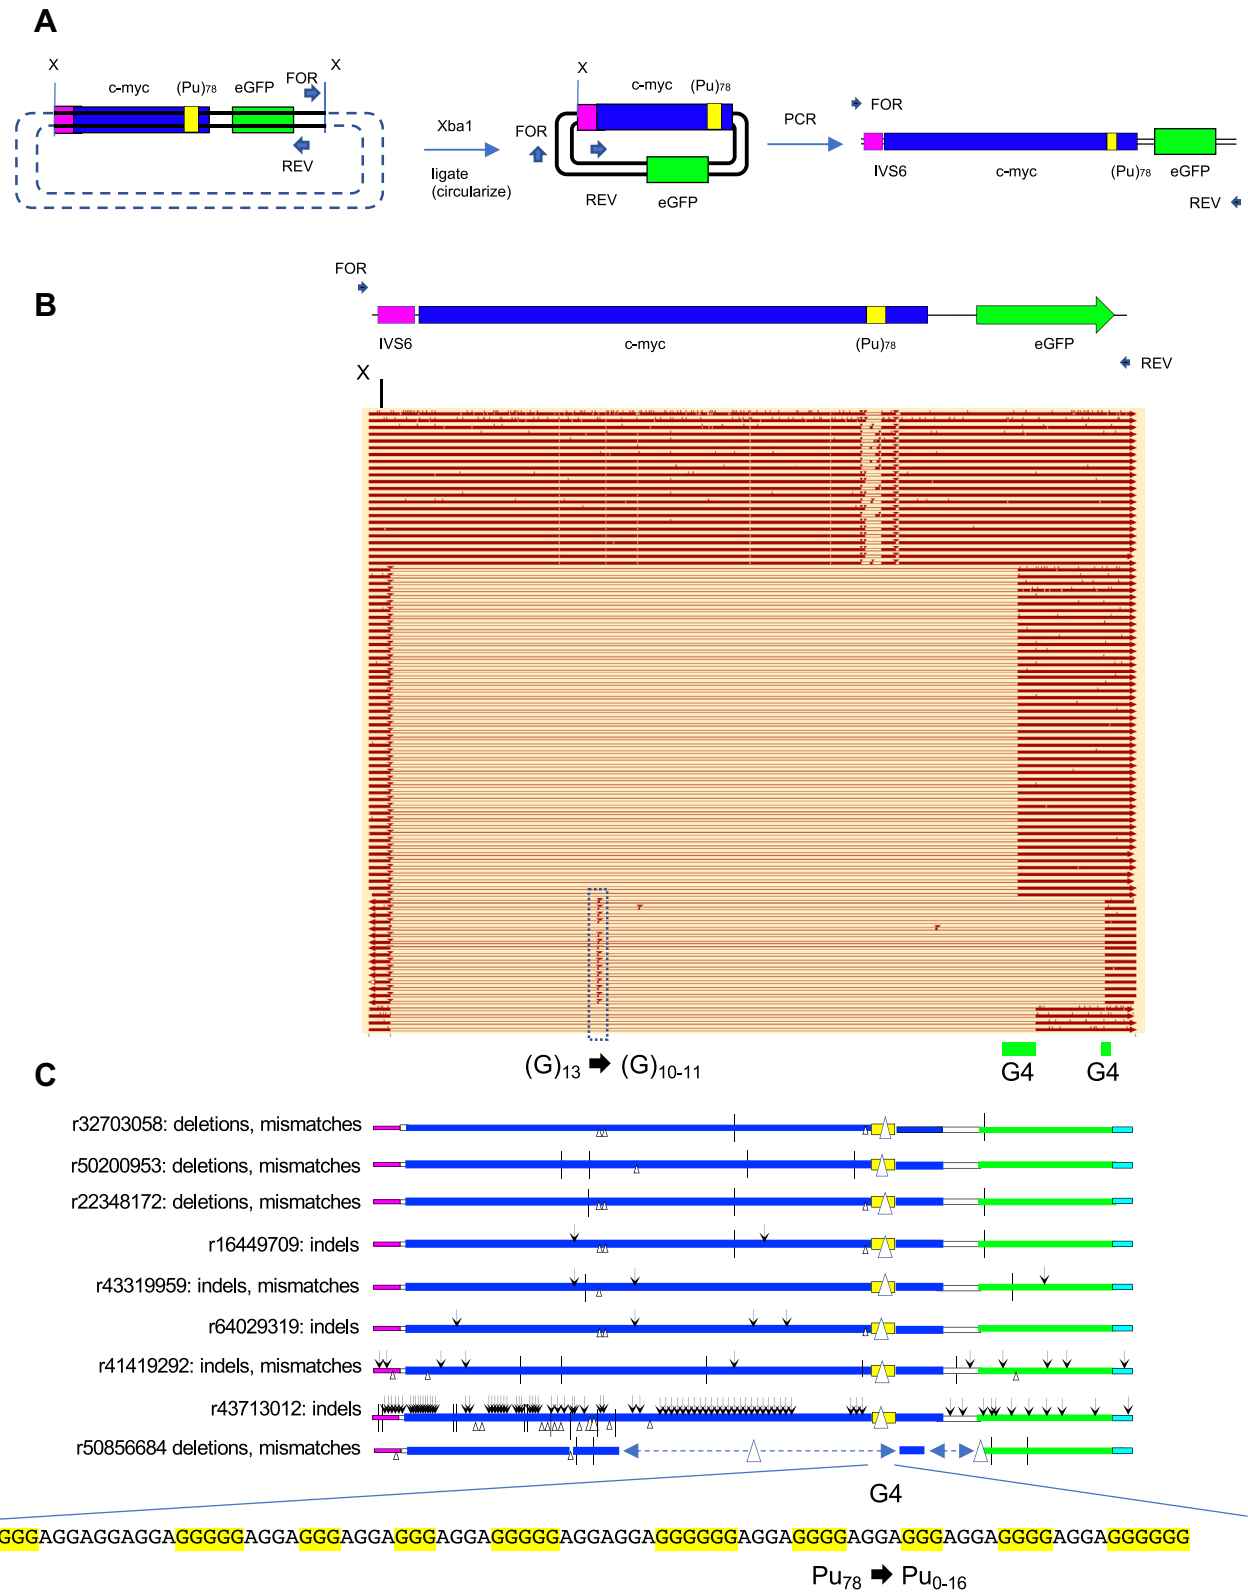 A
X
c-myc
(Pu)78
eGFP
FOR
X
REV
Xba1
ligate
(circularize)
X
c-myc
(Pu)78
FOR
REV
eGFP
PCR
FOR
IVS6
c-myc
(Pu)78
eGFP
REV
B
FOR
IVS6
c-myc
(Pu)78
eGFP
REV
X
(G)13 → (G)10-11
G4
G4
C
r32703058: deletions, mismatches
r50200953: deletions, mismatches
r22348172: deletions, mismatches
r16449709: indels
r43319959: indels, mismatches
r64029319: indels
r41419292: indels, mismatches
r43713012: indels
r50856684 deletions, mismatches
G4
GGGAGGAGGAGGAGGGGGAGGAGGGAGGAGGGAGGAGGGGGAGGAGGAGGGGGGAGGAGGGGAGGAGGGAGGAGGGGAGGAGGGGGG
Pu78 → Pu0-16